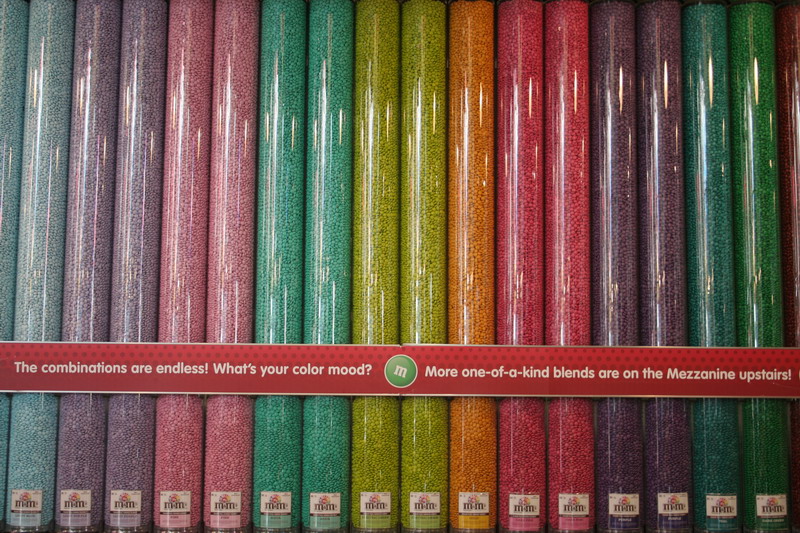 The combinations are endless! What's your color mood? m More one-of-a-kind blends are on the Mezzanine upstairs!
m&m's m&m's m&m's m&m's m&m's m&m's m&m's m&m's m&m's m&m's m&m's m&m's m&m's m&m's m&m's m&m's m&m's